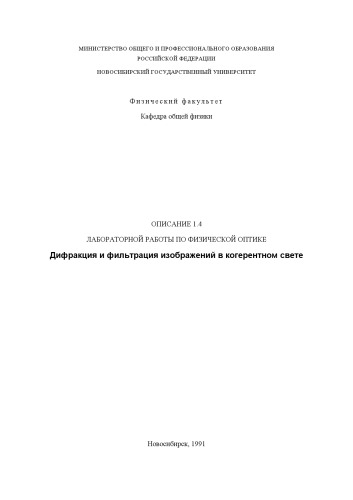 МИНИСТЕРСТВО ОБЩЕГО И ПРОФЕССИОНАЛЬНОГО ОБРАЗОВАНИЯ
РОССИЙСКОЙ ФЕДЕРАЦИИ
НОВОСИБИРСКИЙ ГОСУДАРСТВЕННЫЙ УНИВЕРСИТЕТ
Физический факультет
Кафедра общей физики
ОПИСАНИЕ 1.4
ЛАБОРАТОРНОЙ РАБОТЫ ПО ФИЗИЧЕСКОЙ ОПТИКЕ
Дифракция и фильтрация изображений в когерентном свете
Новосибирск, 1991